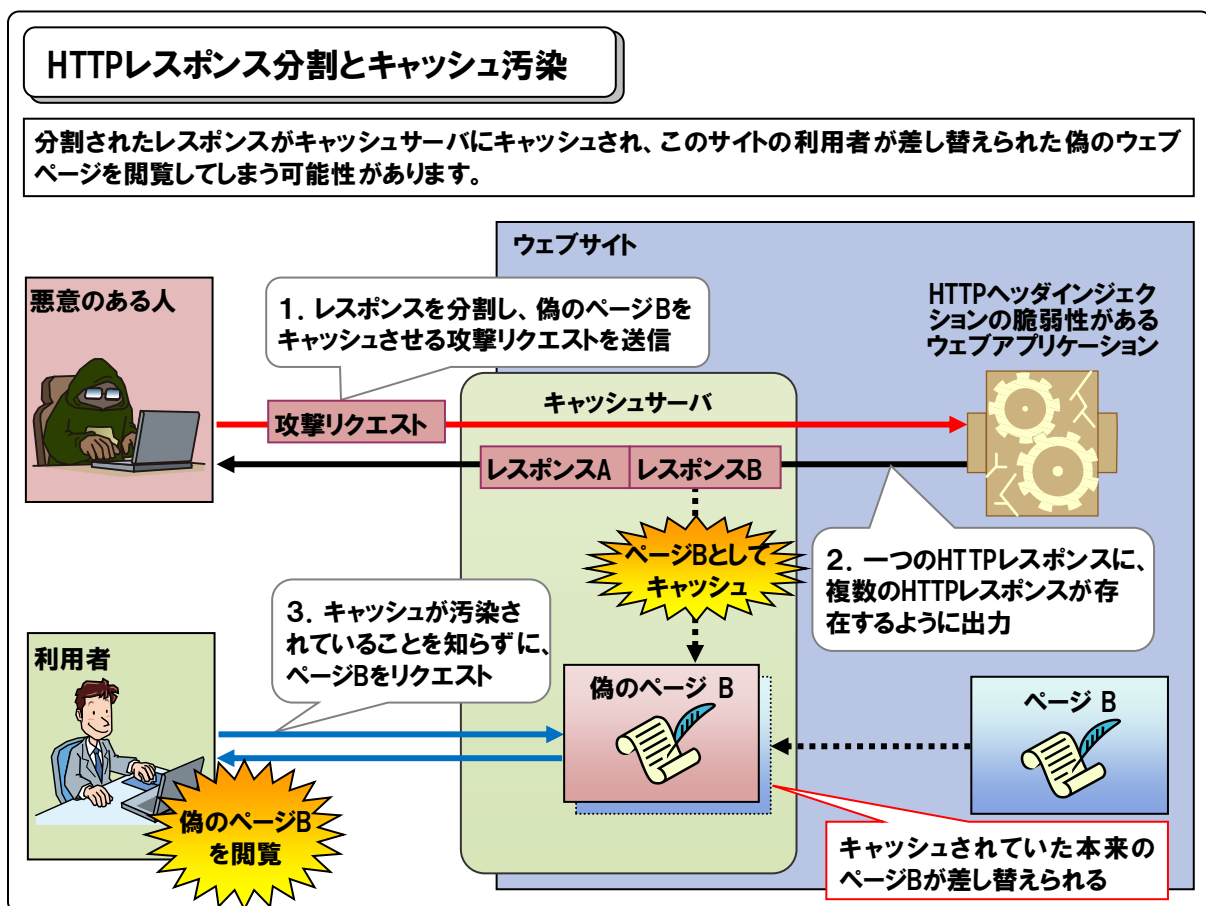 HTTPレスポンス分割とキャッシュ汚染
分割されたレスポンスがキャッシュサーバにキャッシュされ、このサイトの利用者が差し替えられた偽のウェブ
ページを閲覧してしまう可能性があります。
ウェブサイト
悪意のある人
1. レスポンスを分割し、偽のページBを
キャッシュさせる攻撃リクエストを送信
HTTPヘッダインジェク
ションの脆弱性がある
ウェブアプリケーション
キャッシュサーバ
攻撃リクエスト
レスポンスA
レスポンスB
ページBとして
キャッシュ
2. 一つのHTTPレスポンスに、
複数のHTTPレスポンスが存
在するように出力
3. キャッシュが汚染さ
れていることを知らずに、
ページBをリクエスト
利用者
偽のページ B
ページ B
偽のページB
を閲覧
キャッシュされていた本来の
ページBが差し替えられる